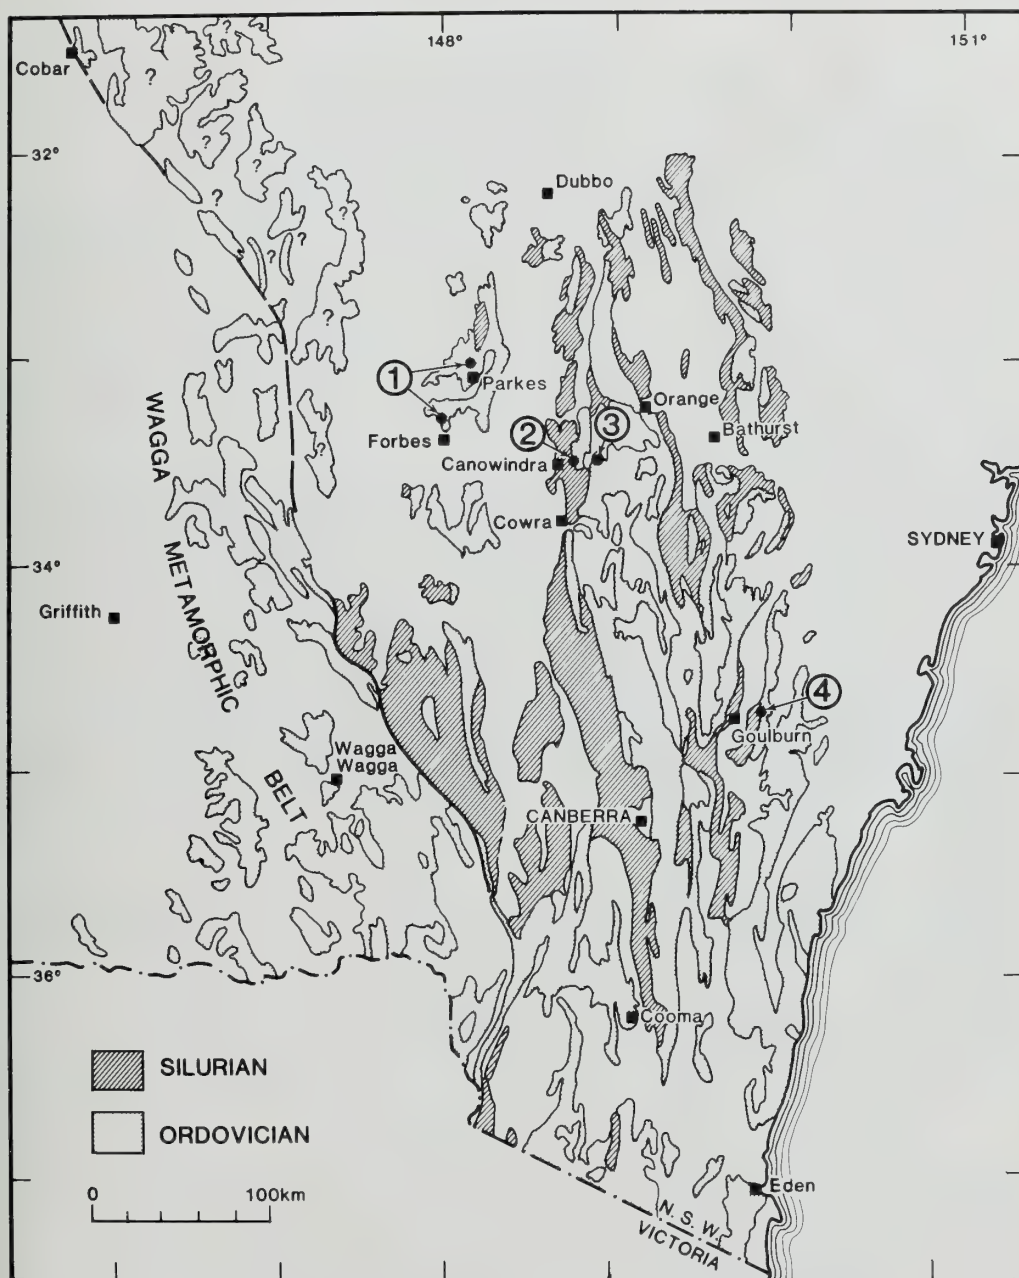 148°
151°
Cobar
?
?
?
?
32°
?
Dubbo
?
?
?
?
?
1
Parkes
Orange
WAGGA
Forbes
2
3
Bathurst
?
Canowindra
Cowra
SYDNEY
34°
METAMORPHIC
Griffith
4
Goulburn
Wagga
Wagga
BELT
CANBERRA
36°
Cooma
SILURIAN
ORDOVICIAN
0
100km
Eden
N. S. W.
VICTORIA